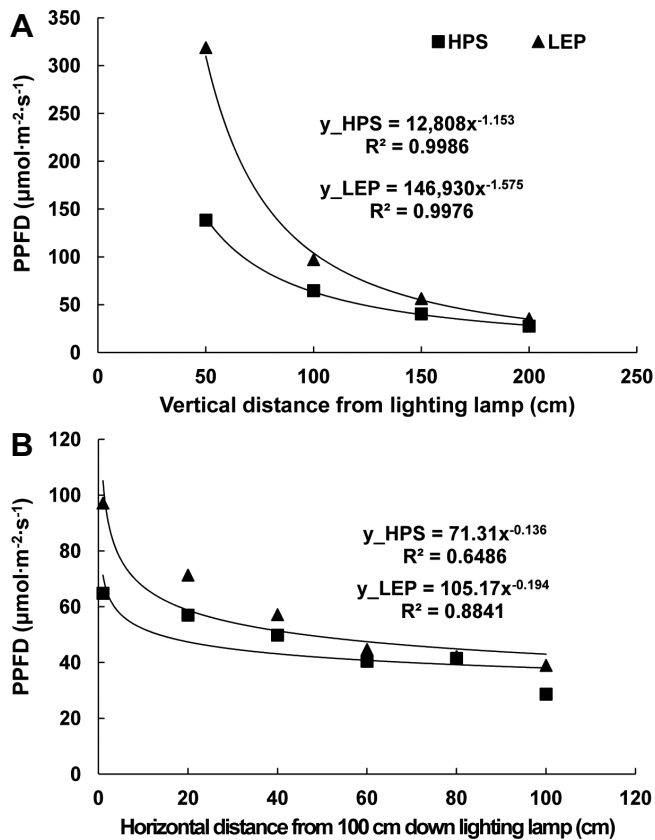 A
350
300
250
200
150
100
50
0
PPFD (μmol·m⁻²·s⁻¹)
HPS
LEP
y_HPS = 12,808x⁻¹·¹⁵³
R² = 0.9986
y_LEP = 146,930x⁻¹·⁵⁷⁵
R² = 0.9976
0 50 100 150 200 250
Vertical distance from lighting lamp (cm)
B
120
100
80
60
40
20
0
PPFD (μmol·m⁻²·s⁻¹)
y_HPS = 71.31x⁻⁰·¹³⁶
R² = 0.6486
y_LEP = 105.17x⁻⁰·¹⁹⁴
R² = 0.8841
0 20 40 60 80 100 120
Horizontal distance from 100 cm down lighting lamp (cm)